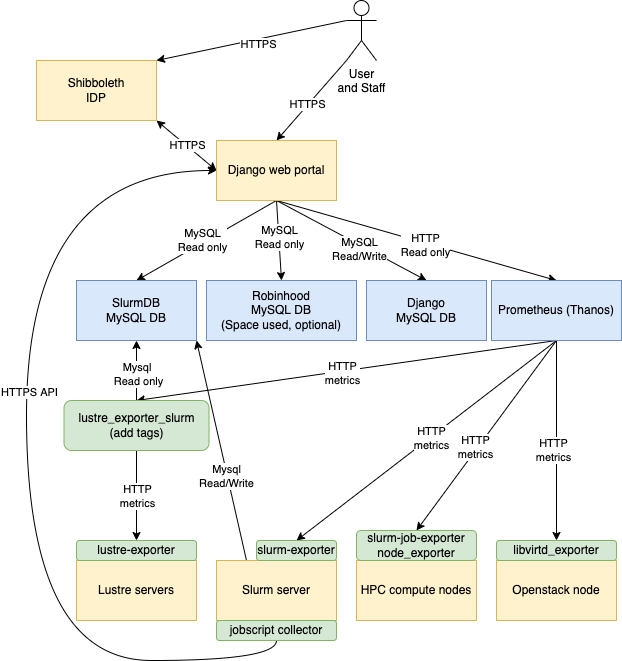 HTTPS
User
and Staff
Shibboleth
IDP
HTTPS
HTTPS
Django web portal
MySQL
Read only
MySQL
Read only
MySQL
Read/Write
HTTP
Read only
SlurmDB
MySQL DB
Robinhood
MySQL DB
(Space used, optional)
Django
MySQL DB
Prometheus (Thanos)
Mysql
Read only
HTTP
metrics
HTTPS API
lustre_exporter_slurm
(add tags)
HTTP
metrics
HTTP
metrics
HTTP
metrics
Mysql
Read/Write
HTTP
metrics
lustre-exporter
slurm-exporter
slurm-job-exporter
node_exporter
libvirtd_exporter
Lustre servers
Slurm server
HPC compute nodes
Openstack node
jobscript collector